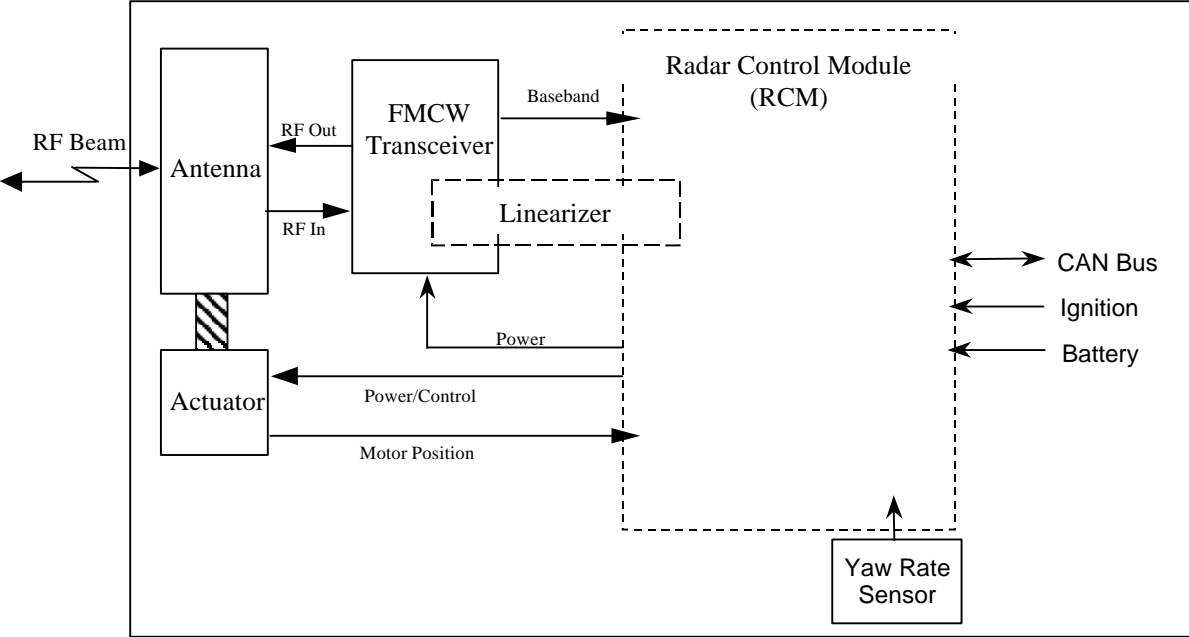 Radar Control Module
(RCM)
Baseband
FMCW
Transceiver
RF Out
RF Beam
Antenna
Linearizer
RF In
CAN Bus
Ignition
Power
Battery
Actuator
Power/Control
Motor Position
Yaw Rate
Sensor